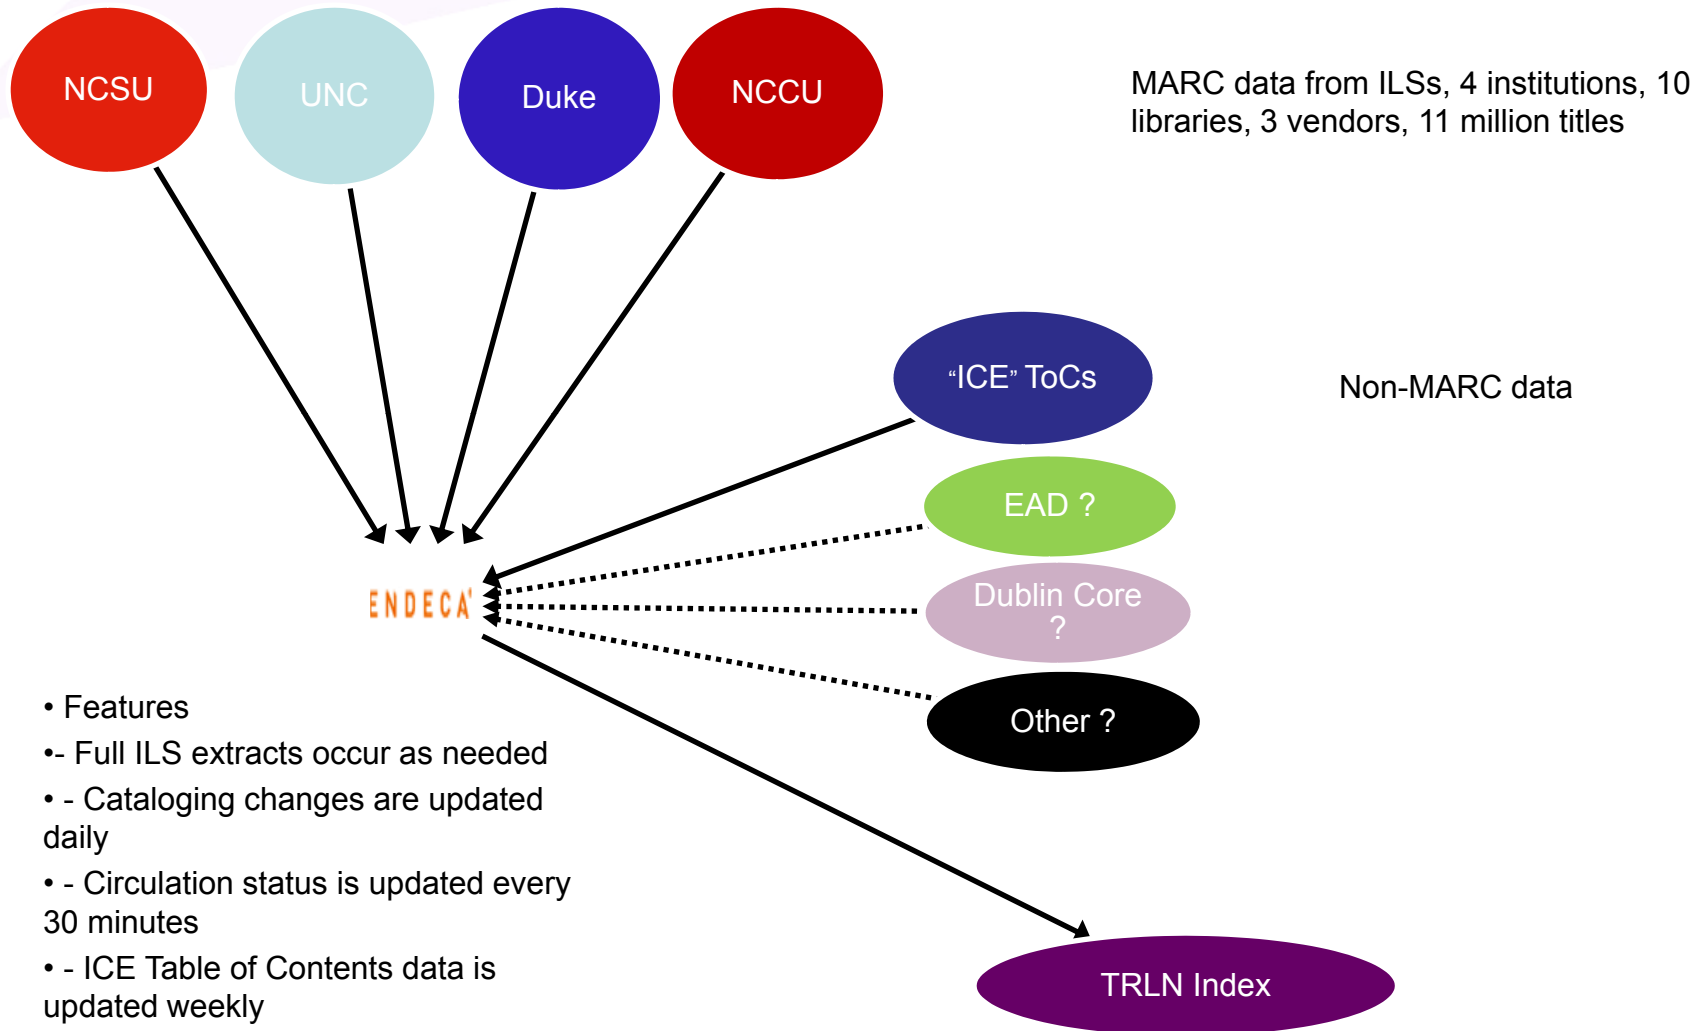 NCSU
UNC
Duke
NCCU
MARC data from ILSs, 4 institutions, 10
libraries, 3 vendors, 11 million titles
“ICE” ToCs
Non-MARC data
EAD ?
Dublin Core
?
ENDECA
Other ?
• Features
•- Full ILS extracts occur as needed
• - Cataloging changes are updated
daily
• - Circulation status is updated every
30 minutes
• - ICE Table of Contents data is
updated weekly
TRLN Index